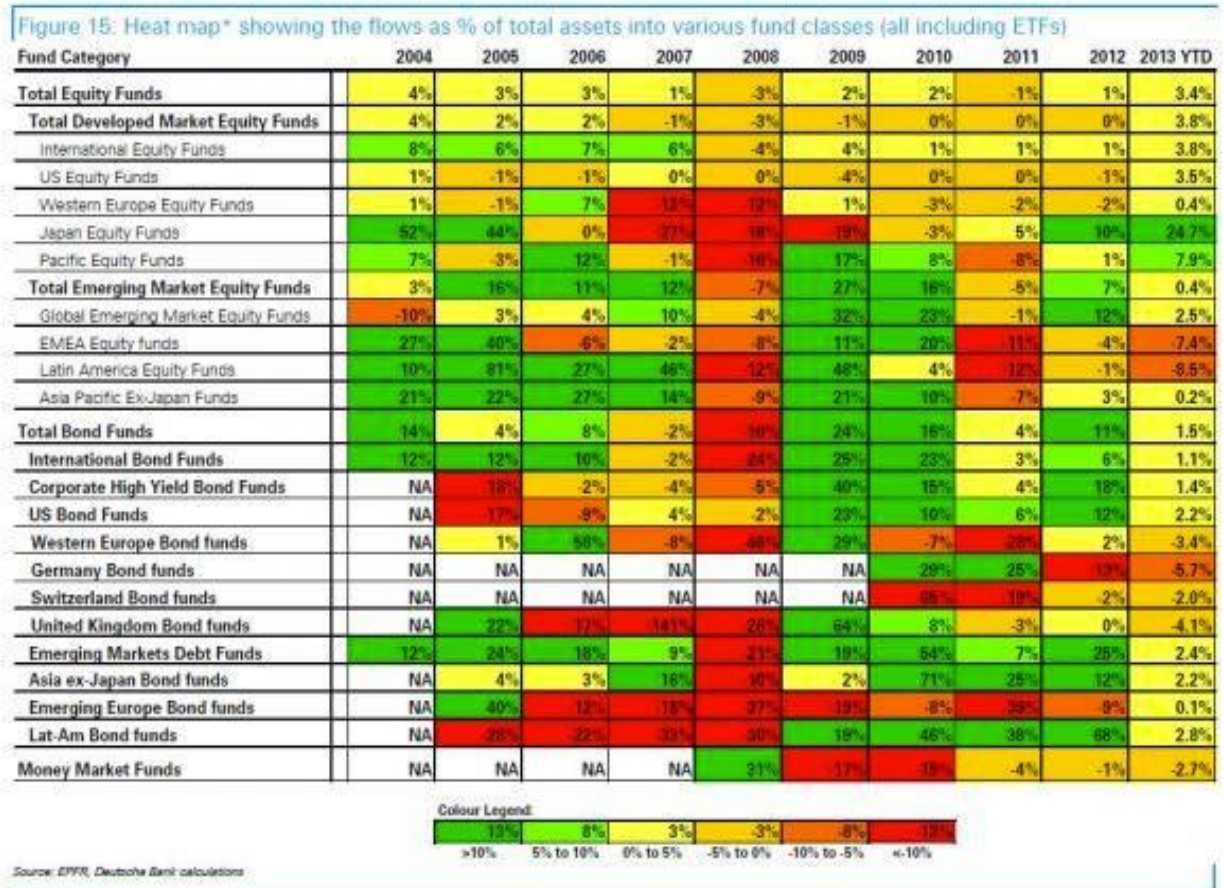 Figure 15: Heat map* showing the flows as % of total assets into various fund classes (all including ETFs)
Fund Category 2004 2005 2006 2007 2008 2009 2010 2011 2012 2013 YTD
Total Equity Funds 4% 3% 3% 1% -3% 2% 2% -1% 1% 3.4%
Total Developed Market Equity Funds 4% 2% 2% -1% -3% -1% 0% 0% 0% 3.8%
International Equity Funds 8% 6% 7% 6% -4% 4% 1% 1% 1% 3.8%
US Equity Funds 1% -1% -1% 0% 0% -4% 0% 0% -1% 3.5%
Western Europe Equity Funds 1% -1% 7% -13% -12% 1% -3% -2% -2% 0.4%
Japan Equity Funds 52% 44% 0% -27% -3% 5% 10% 24.7%
Pacific Equity Funds 7% -3% 12% -1% 17% 8% -8% 1% 7.9%
Total Emerging Market Equity Funds 3% 16% 11% 12% -7% 27% 16% -5% 7% 0.4%
Global Emerging Market Equity Funds -10% 3% 4% 10% -4% 32% 23% -1% 12% 2.5%
EMEA Equity funds 27% 40% -6% -2% -8% 11% 20% -11% -4% -7.4%
Latin America Equity Funds 10% 81% 27% 46% -12% 48% 4% -12% -1% -8.5%
Asia Pacific Ex-Japan Funds 21% 22% 27% 14% -9% 21% 10% -7% 3% 0.2%
Total Bond Funds 14% 4% 8% -2% 24% 16% 4% 11% 1.5%
International Bond Funds 12% 12% 10% -2% -24% 25% 23% 3% 6% 1.1%
Corporate High Yield Bond Funds NA -2% -4% -5% 40% 15% 4% 18% 1.4%
US Bond Funds NA -9% 4% -2% 23% 10% 6% 12% 2.2%
Western Europe Bond funds NA 1% 58% -8% 29% -7% 2% -3.4%
Germany Bond funds NA NA NA NA NA NA 29% 25% -5.7%
Switzerland Bond funds NA NA NA NA NA NA -2% -2.0%
United Kingdom Bond funds NA 22% 64% 8% -3% 0% -4.1%
Emerging Markets Debt Funds 12% 24% 18% 9% 19% 54% 7% 25% 2.4%
Asia ex-Japan Bond funds NA 4% 3% 16% 2% 71% 25% 12% 2.2%
Emerging Europe Bond funds NA 40% -8% -9% 0.1%
Lat-Am Bond funds NA 19% 46% 38% 68% 2.8%
Money Market Funds NA NA NA NA 31% -4% -1% -2.7%
Colour Legend:
13% 8% 3% -3% -8% -13%
>10% 5% to 10% 0% to 5% -5% to 0% -10% to -5% <-10%
Source: EPFR, Deutsche Bank calculations